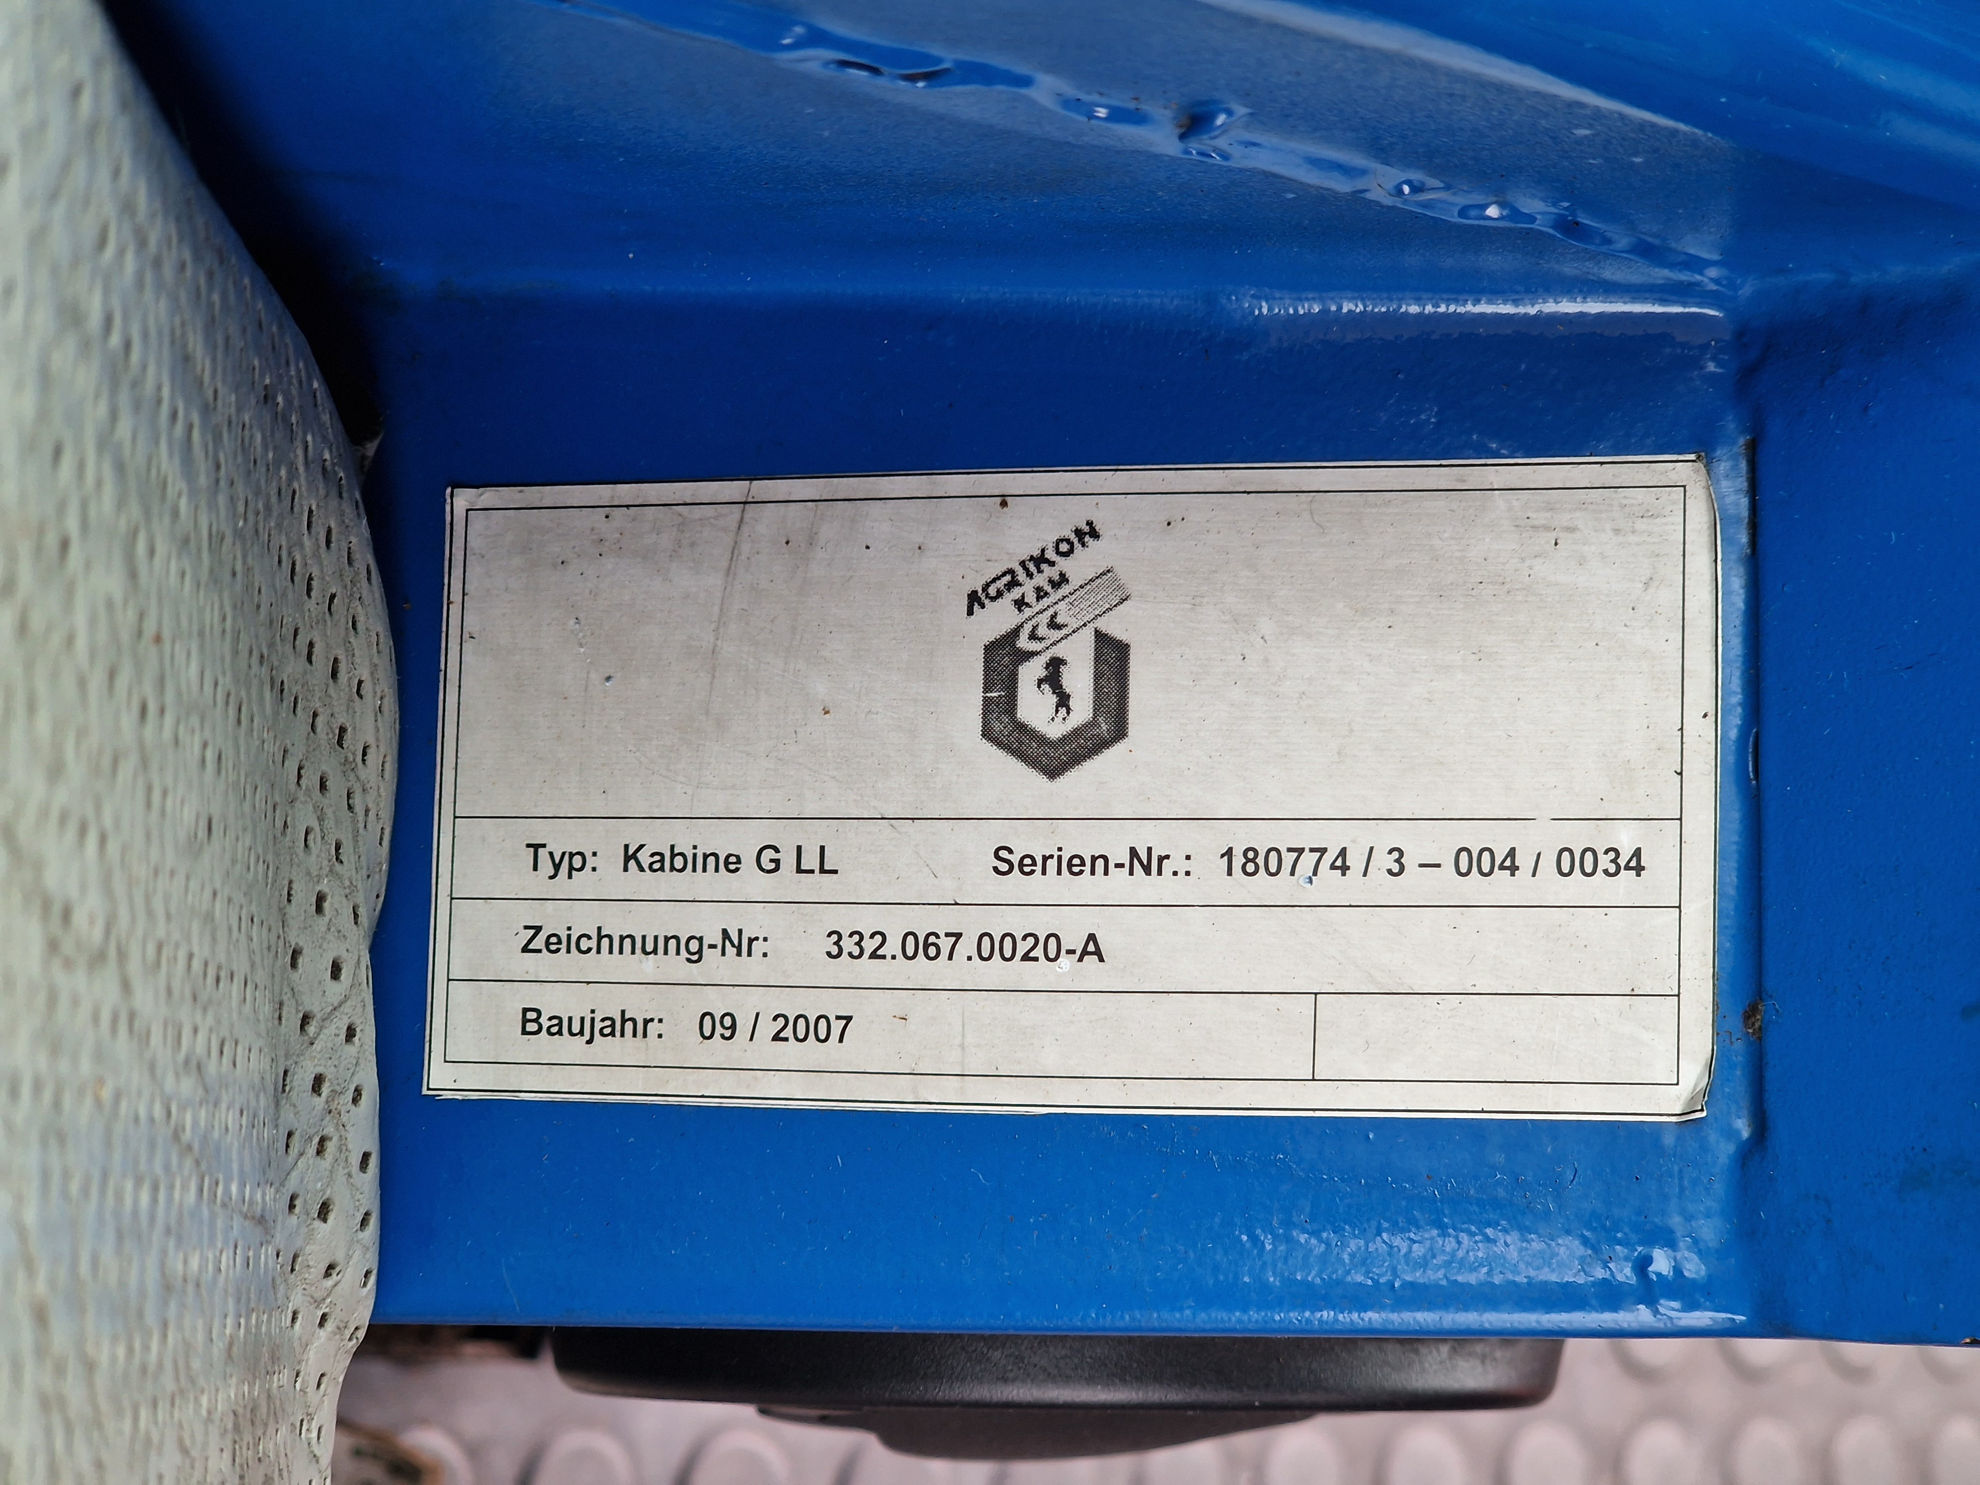 AGRIKON
KAM
Typ: Kabine G LL Serien-Nr.: 180774 / 3 – 004 / 0034
Zeichnung-Nr: 332.067.0020-A
Baujahr: 09 / 2007